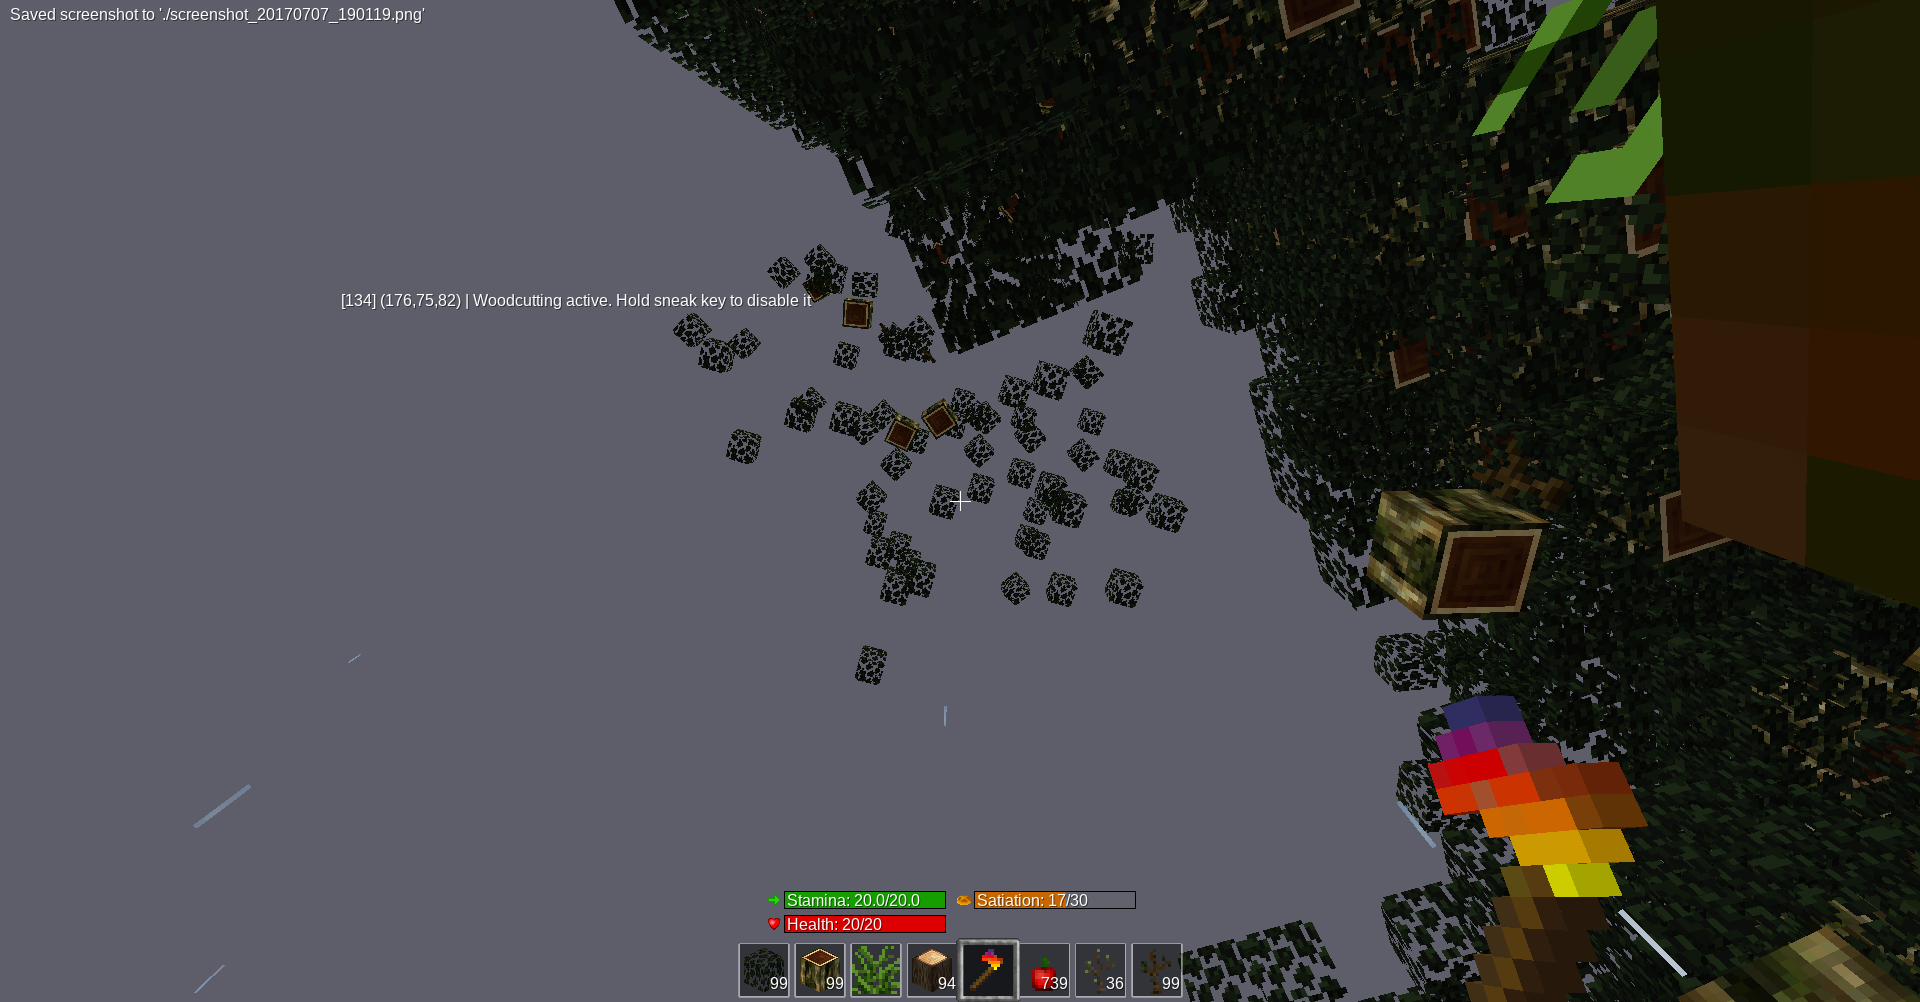 Saved screenshot to './screenshot_20170707_190119.png'
[134] (176,75,82) | Woodcutting active. Hold sneak key to disable it
Stamina: 20.0/20.0
Satiation: 17/30
Health: 20/20
99
99
94
739
36
99